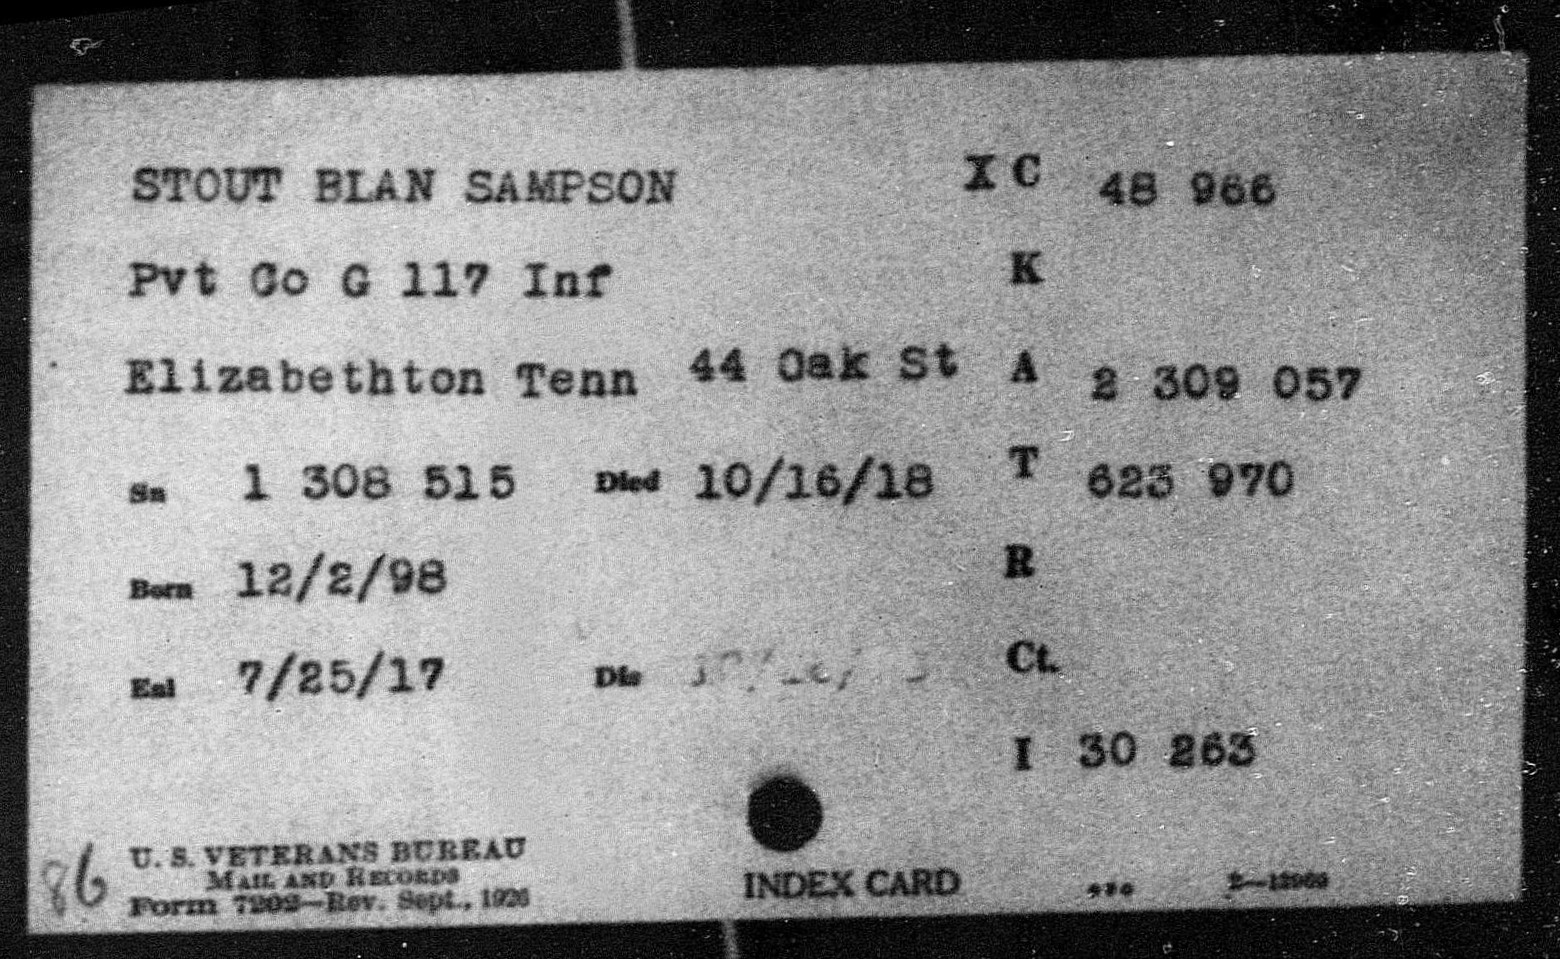 STOUT BLAN SAMPSON X C 48 966
Pvt Co G 117 Inf K
Elizabethton Tenn 44 Oak St A 2 309 057
Sn 1 308 515 Died 10/16/18 T 623 970
Born 12/2/98 R
Enl 7/25/17 Dis Ct.
I 30 263
86
U. S. VETERANS BUREAU
MAIL AND RECORDS
Form 7202—Rev. Sept., 1926
INDEX CARD